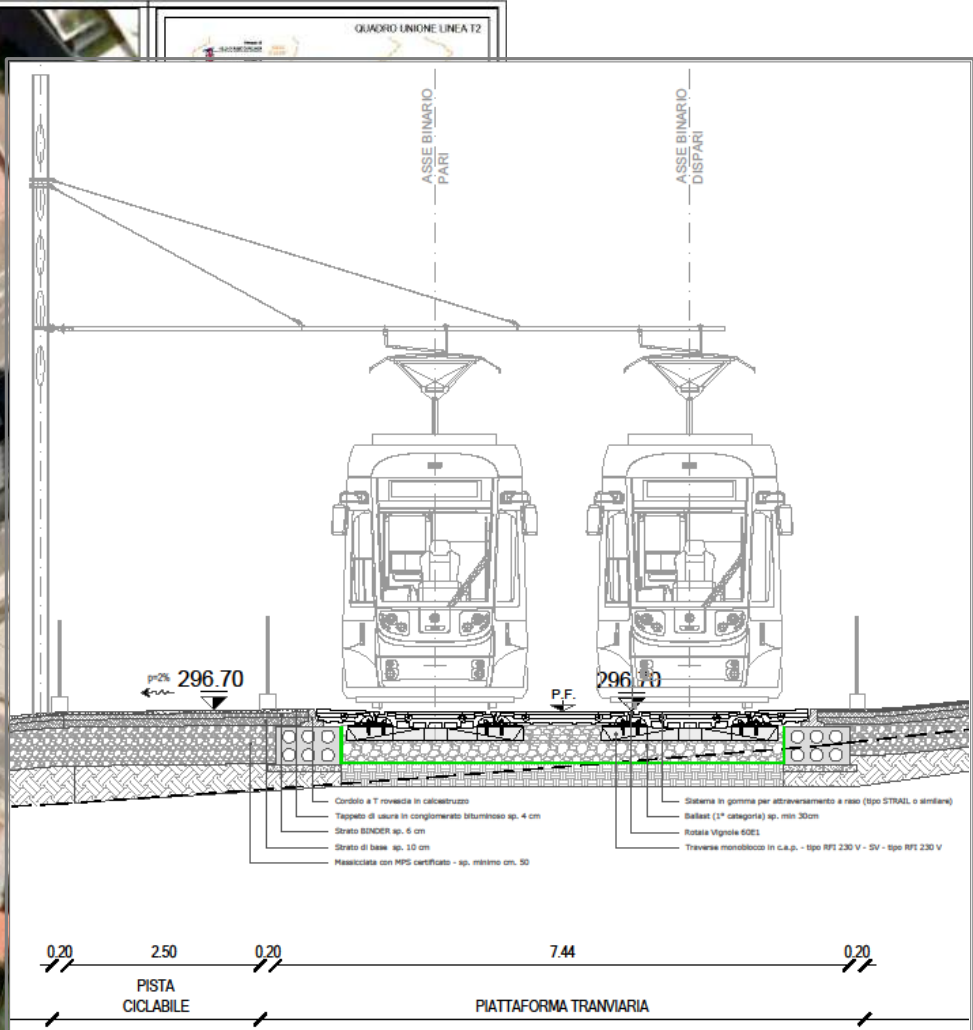 QUADRO UNIONE LINEA T2
ASSE BINARIO
PARI
ASSE BINARIO
DISPARI
p=2%
296.70
P.F.
296.70
Cordolo a T rovescia in calcestruzzo
Tappeto di usura in conglomerato bituminoso sp. 4 cm
Strato BINDER sp. 6 cm
Strato di base sp. 10 cm
Massicciata con MPS certificato - sp. minimo cm. 50
Sistema in gomma per attraversamento a raso (tipo STRAIL o similare)
Ballast (1ª categoria) sp. min 30cm
Rotaia Vignole 60E1
Traverse monoblocco in c.a.p. - tipo RFI 230 V - SV - tipo RFI 230 V
0.20
2.50
0.20
7.44
0.20
PISTA
CICLABILE
PIATTAFORMA TRANVIARIA